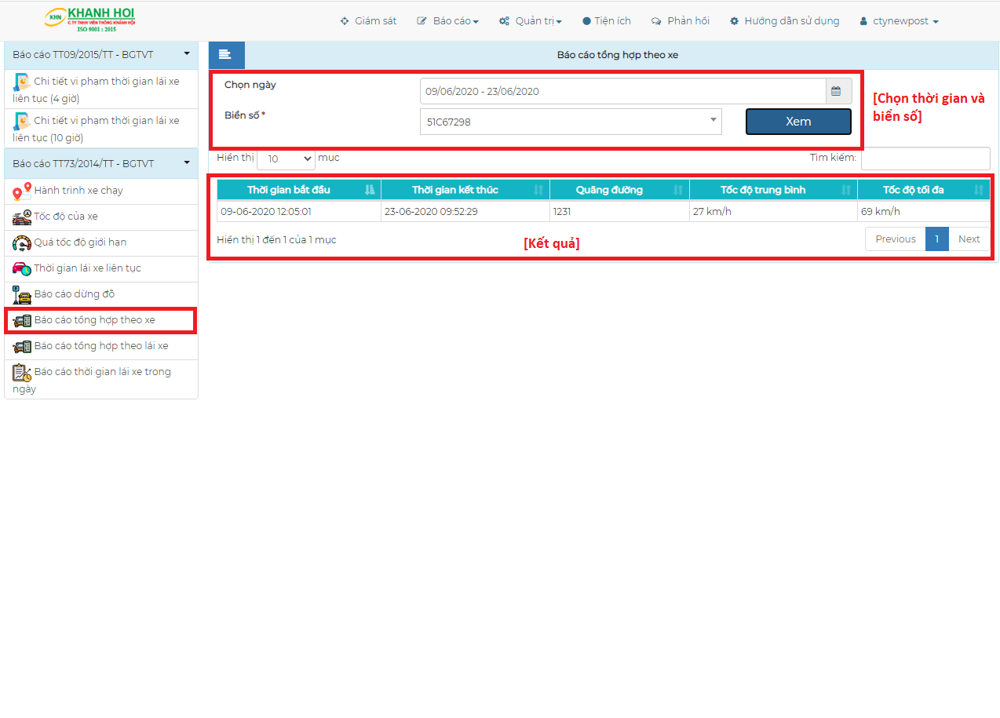 KHN
KHANH HOI
C.TY TNHH VIỄN THÔNG KHÁNH HỘI
ISO 9001 : 2015
Giám sát
Báo cáo
Quản trị
Tiện ích
Phản hồi
Hướng dẫn sử dụng
ctynewpost
Báo cáo TT09/2015/TT - BGTVT
Chi tiết vi phạm thời gian lái xe
liên tục (4 giờ)
Chi tiết vi phạm thời gian lái xe
liên tục (10 giờ)
Báo cáo TT73/2014/TT - BGTVT
Hành trình xe chạy
Tốc độ của xe
Quá tốc độ giới hạn
Thời gian lái xe liên tục
Báo cáo dừng đỗ
Báo cáo tổng hợp theo xe
Báo cáo tổng hợp theo lái xe
Báo cáo thời gian lái xe trong
ngày
Báo cáo tổng hợp theo xe
Chọn ngày
09/06/2020 - 23/06/2020
Biển số *
51C67298
Xem
[Chọn thời gian và
biển số]
Hiển thị 10 mục
Tìm kiếm:
Thời gian bắt đầu Thời gian kết thúc Quãng đường Tốc độ trung bình Tốc độ tối đa
09-06-2020 12:05:01 23-06-2020 09:52:29 1231 27 km/h 69 km/h
Hiển thị 1 đến 1 của 1 mục
[Kết quả]
Previous 1 Next